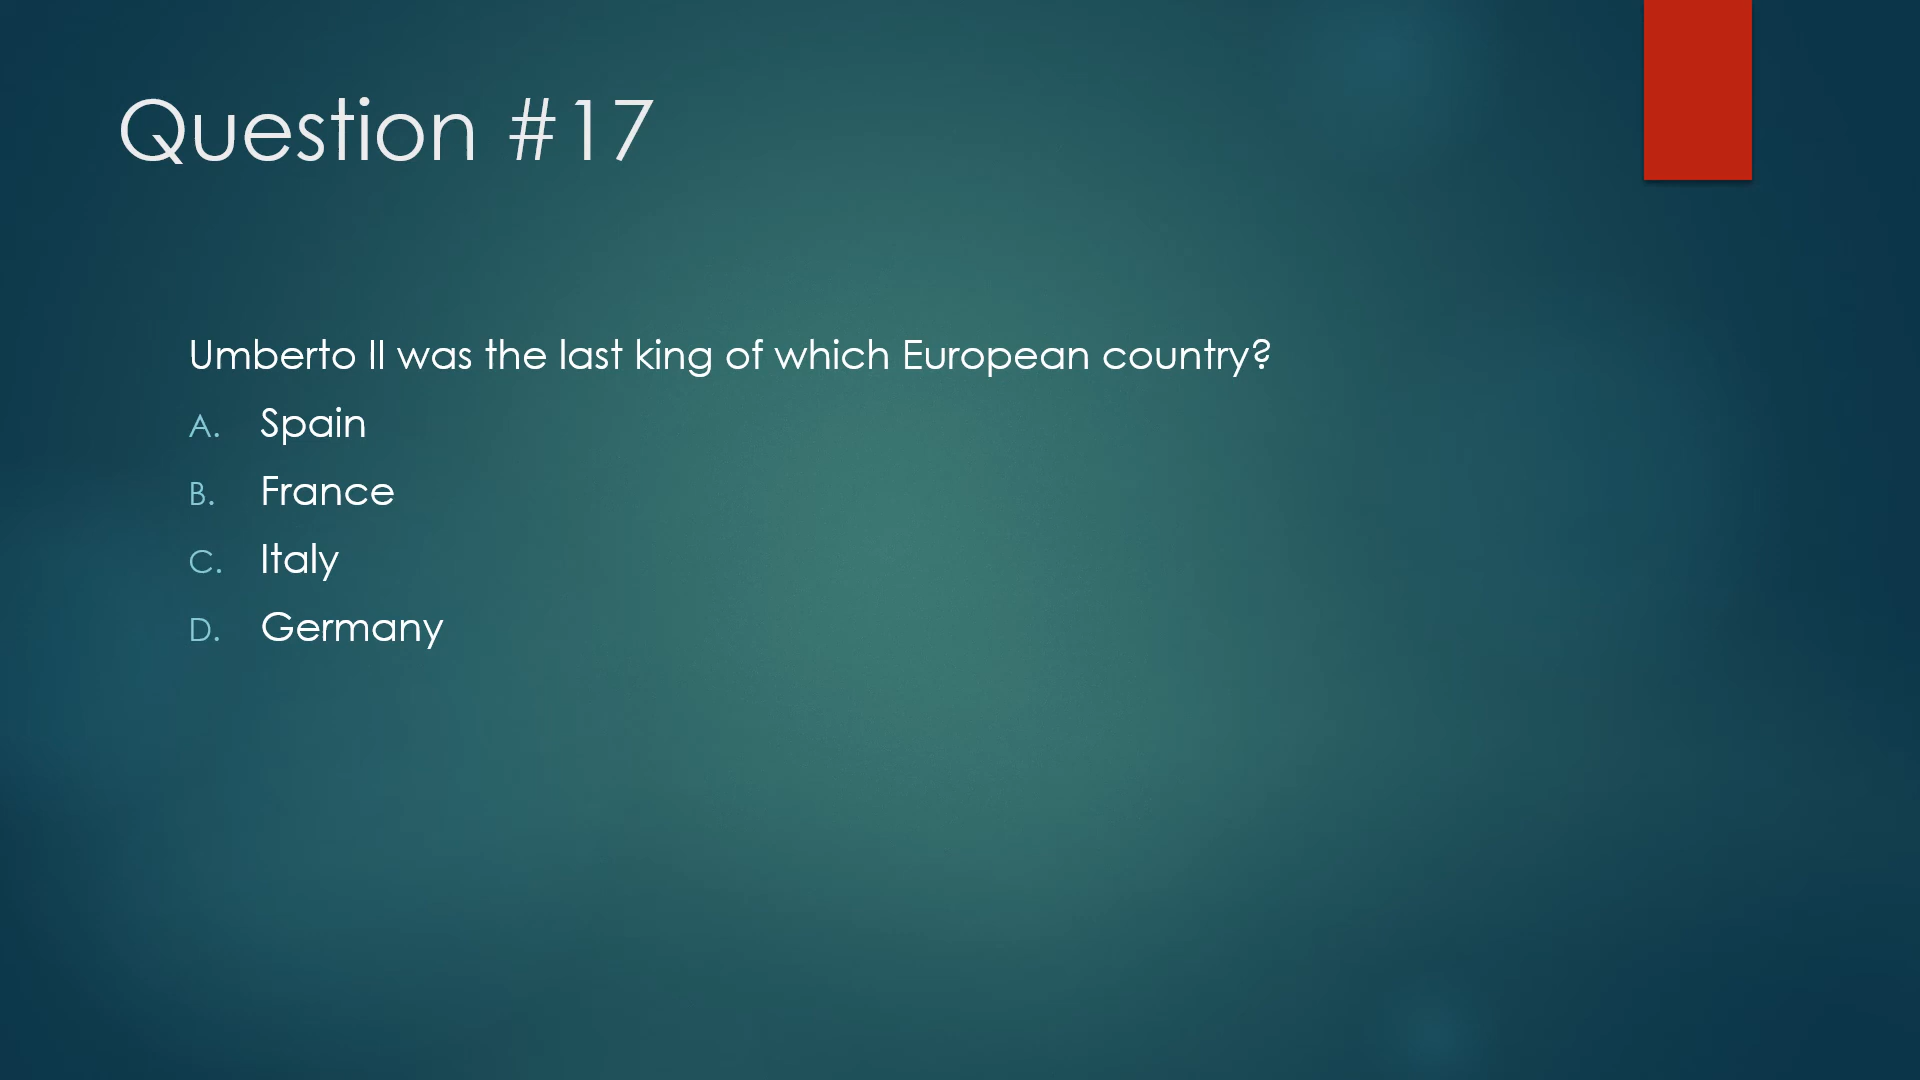 Question #17
Umberto II was the last king of which European country?
A. Spain
B. France
C. Italy
D. Germany